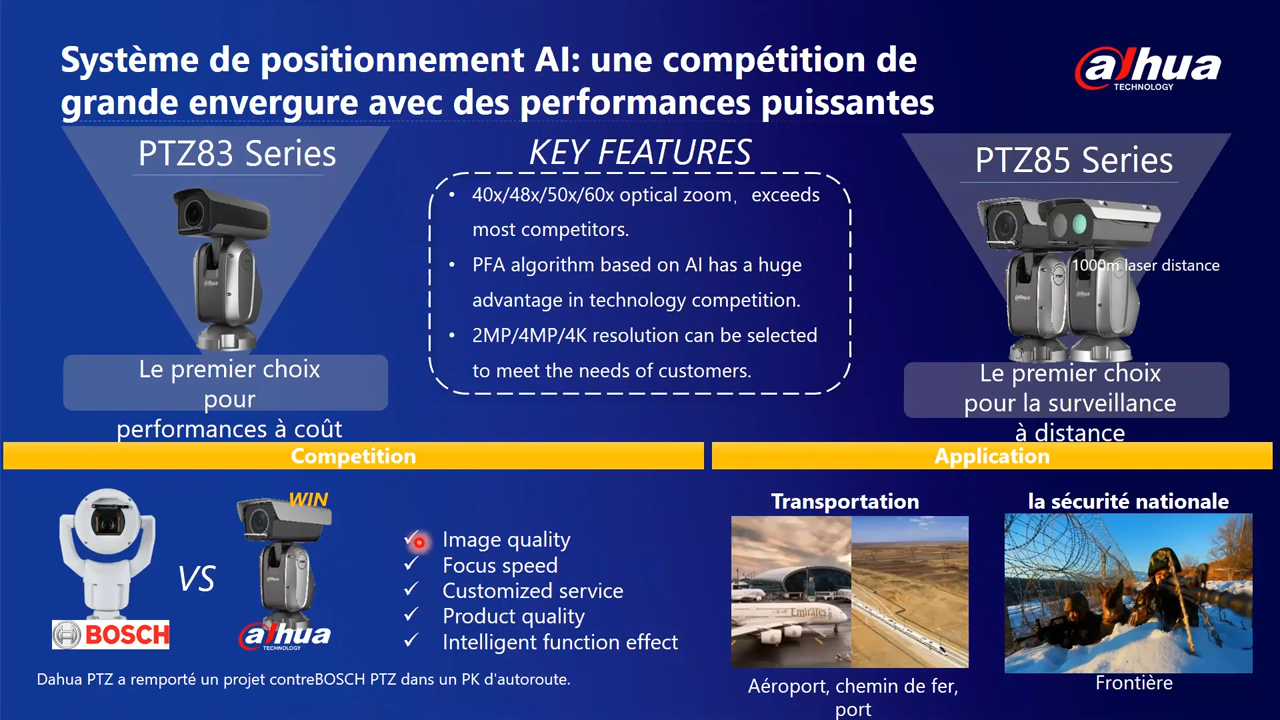 Système de positionnement AI: une compétition de
grande envergure avec des performances puissantes
alhua
TECHNOLOGY
PTZ83 Series
Le premier choix
pour
performances à coût
KEY FEATURES
• 40x/48x/50x/60x optical zoom，exceeds
most competitors.
• PFA algorithm based on AI has a huge
advantage in technology competition.
• 2MP/4MP/4K resolution can be selected
to meet the needs of customers.
PTZ85 Series
1000m laser distance
Le premier choix
pour la surveillance
à distance
Competition
BOSCH
VS
WIN
alhua
TECHNOLOGY
✓ Image quality
✓ Focus speed
✓ Customized service
✓ Product quality
✓ Intelligent function effect
Dahua PTZ a remporté un projet contreBOSCH PTZ dans un PK d'autoroute.
Application
Transportation
Emirates
Aéroport, chemin de fer,
port
la sécurité nationale
Frontière